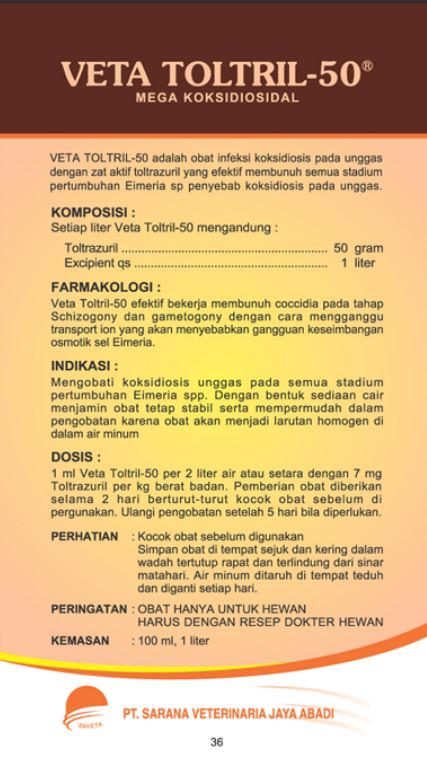 VETA TOLTRIL-50®
MEGA KOKSIDIOSIDAL
VETA TOLTRIL-50 adalah obat infeksi koksidiosis pada unggas
dengan zat aktif toltrazuril yang efektif membunuh semua stadium
pertumbuhan Eimeria sp penyebab koksidiosis pada unggas.
KOMPOSISI :
Setiap liter Veta Toltril-50 mengandung :
Toltrazuril ............................................................... 50 gram
Excipient qs ........................................................... 1 liter
FARMAKOLOGI :
Veta Toltril-50 efektif bekerja membunuh coccidia pada tahap
Schizogony dan gametogony dengan cara mengganggu
transport ion yang akan menyebabkan gangguan keseimbangan
osmotik sel Eimeria.
INDIKASI :
Mengobati koksidiosis unggas pada semua stadium
pertumbuhan Eimeria spp. Dengan bentuk sediaan cair
menjamin obat tetap stabil serta mempermudah dalam
pengobatan karena obat akan menjadi larutan homogen di
dalam air minum
DOSIS :
1 ml Veta Toltril-50 per 2 liter air atau setara dengan 7 mg
Toltrazuril per kg berat badan. Pemberian obat diberikan
selama 2 hari berturut-turut kocok obat sebelum di
pergunakan. Ulangi pengobatan setelah 5 hari bila diperlukan.
PERHATIAN : Kocok obat sebelum digunakan
Simpan obat di tempat sejuk dan kering dalam
wadah tertutup rapat dan terlindung dari sinar
matahari. Air minum ditaruh di tempat teduh
dan diganti setiap hari.
PERINGATAN : OBAT HANYA UNTUK HEWAN
HARUS DENGAN RESEP DOKTER HEWAN
KEMASAN : 100 ml, 1 liter
SAVETA
PT. SARANA VETERINARIA JAYA ABADI
36